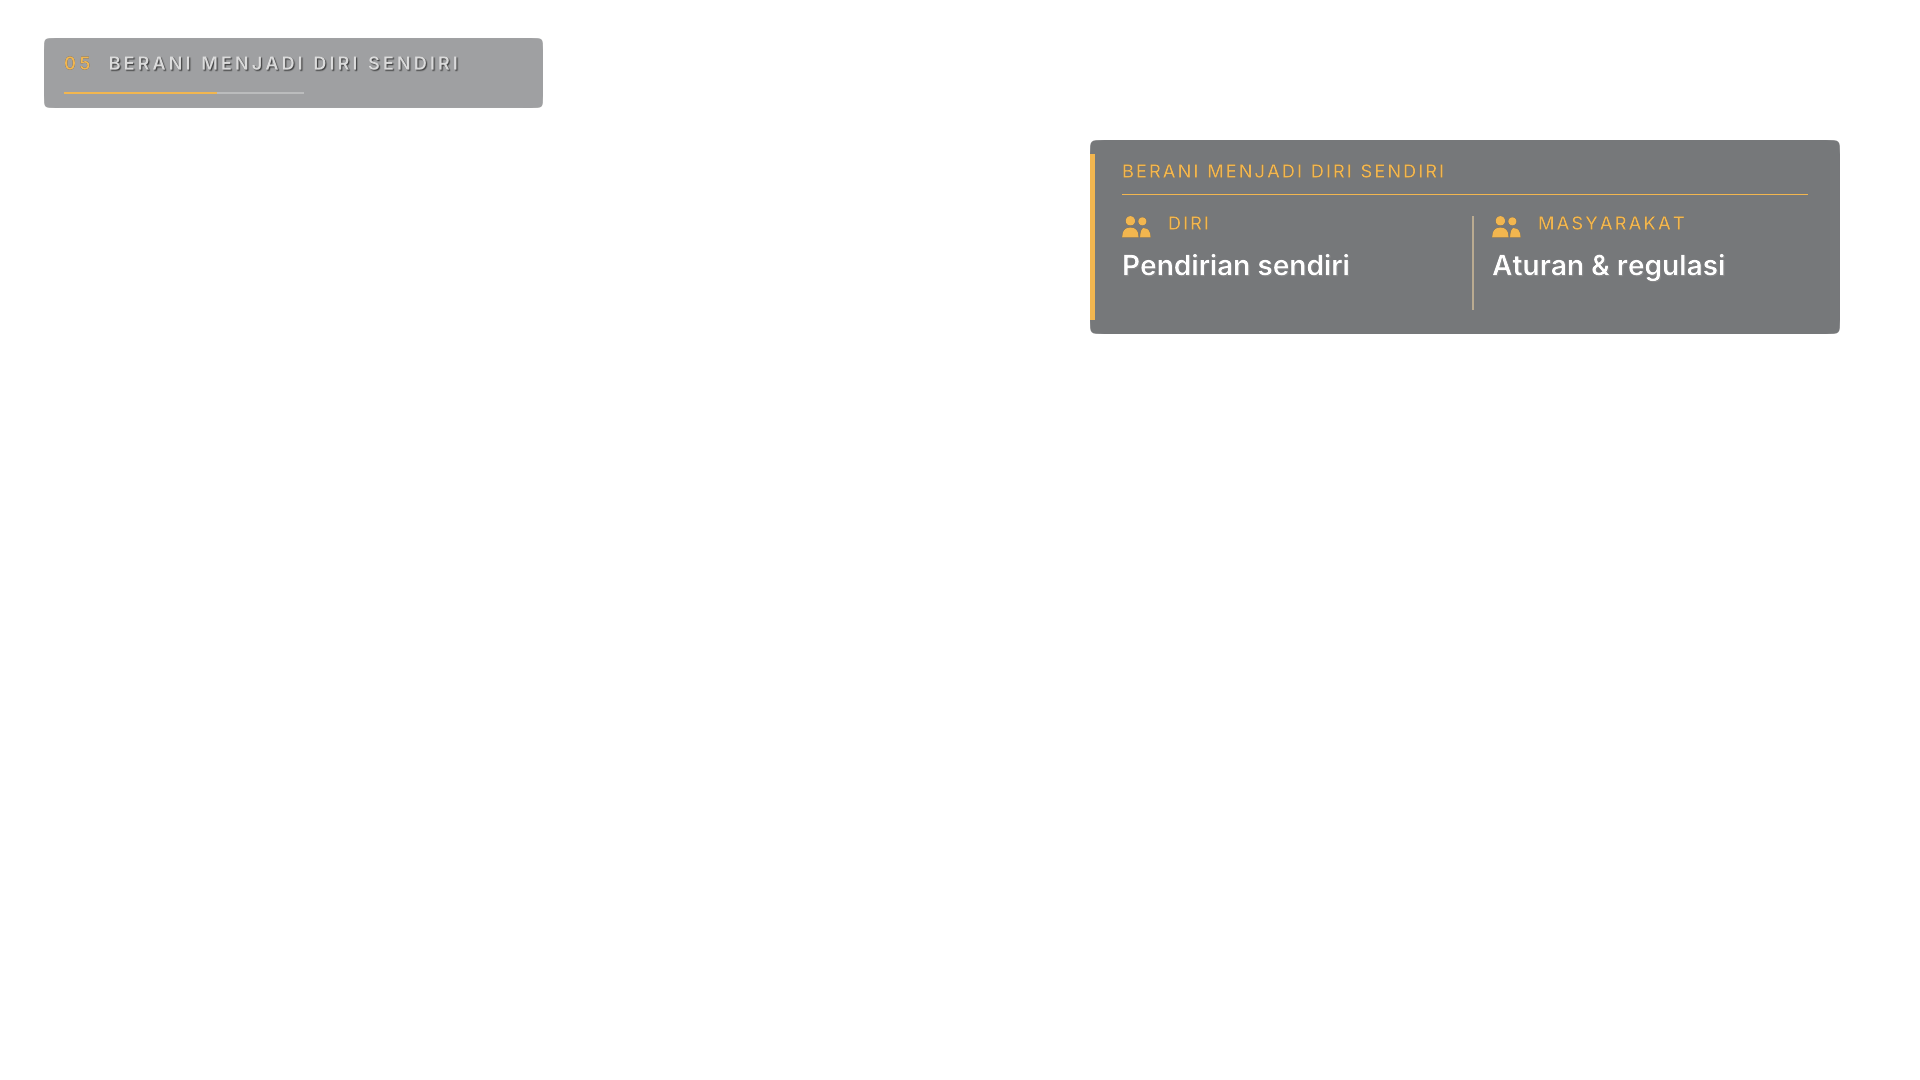 05 BERANI MENJADI DIRI SENDIRI
BERANI MENJADI DIRI SENDIRI
DIRI
Pendirian sendiri
MASYARAKAT
Aturan & regulasi